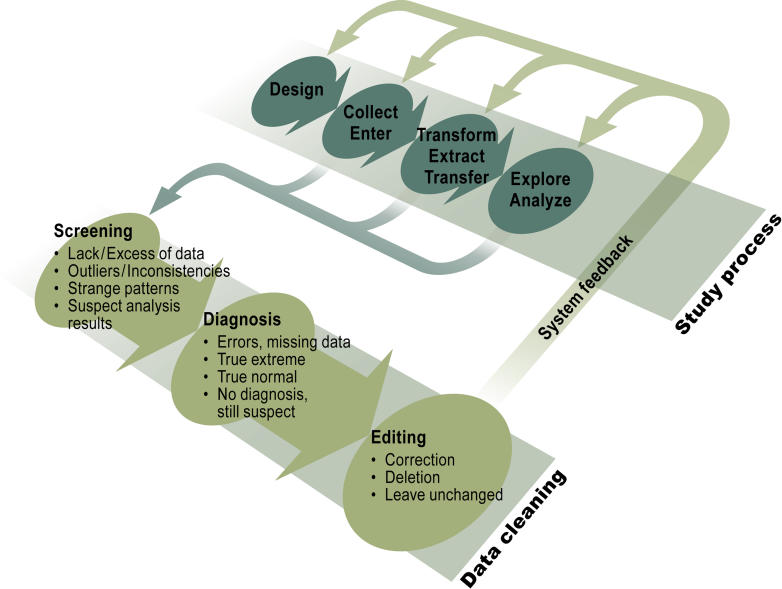 Design
Collect
Enter
Transform
Extract
Transfer
Explore
Analyze
Study process
System feedback
Screening
• Lack/Excess of data
• Outliers/Inconsistencies
• Strange patterns
• Suspect analysis
results
Diagnosis
• Errors, missing data
• True extreme
• True normal
• No diagnosis,
still suspect
Editing
• Correction
• Deletion
• Leave unchanged
Data cleaning